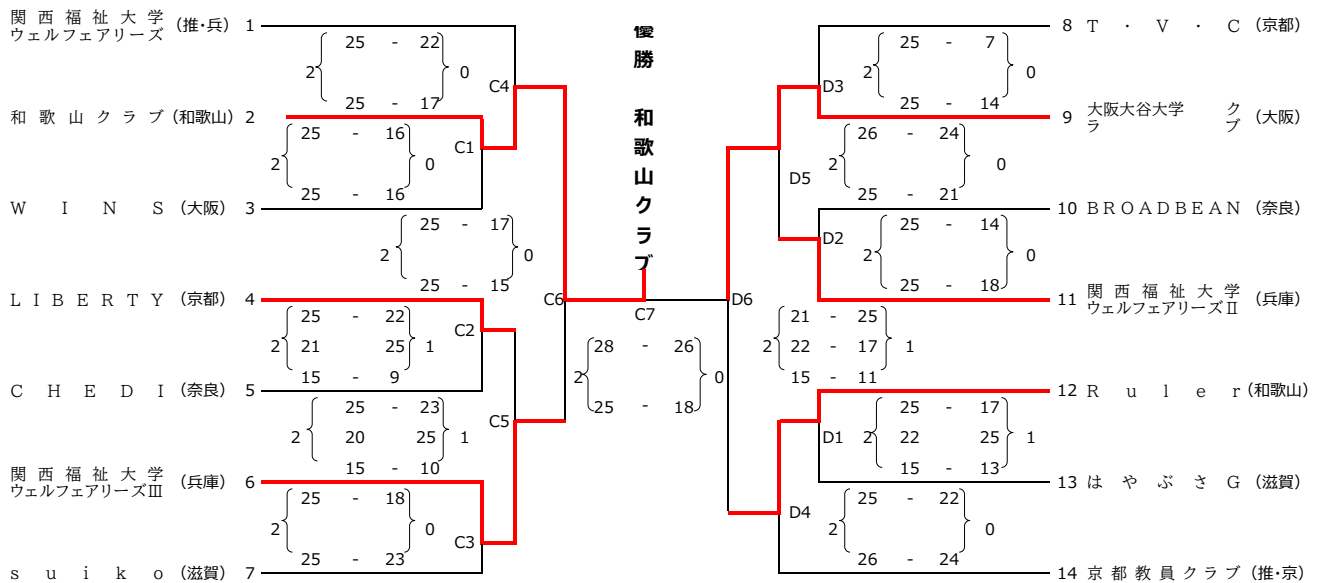 関西福祉大学
ウェルフェアリーズ (推・兵) 1
25 - 22
2 0
25 - 17
C4
和歌山クラブ (和歌山) 2
25 - 16
2 0
25 - 16
C1
WINS (大阪) 3
25 - 17
2 0
25 - 15
C6
LIBERTY (京都) 4
25 - 22
2 21 25 1
15 - 9
C2
CHEDI (奈良) 5
25 - 23
2 20 25 1
15 - 10
C5
関西福祉大学
ウェルフェアリーズⅢ (兵庫) 6
25 - 18
2 0
25 - 23
C3
suiko (滋賀) 7
優勝 和歌山クラブ
C7
28 - 26
2 0
25 - 18
8 T・V・C (京都)
25 - 7
2 0
25 - 14
D3
9 大阪大谷大学 ク
ラ ブ (大阪)
26 - 24
2 0
25 - 21
D5
10 BROADBEAN (奈良)
25 - 14
2 0
25 - 18
D2
11 関西福祉大学
ウェルフェアリーズⅡ (兵庫)
D6
21 - 25
2 22 - 17 1
15 - 11
12 Ruler (和歌山)
25 - 17
D1 2 22 25 1
15 - 13
13 はやぶさG (滋賀)
25 - 22
D4 2 0
26 - 24
14 京都教員クラブ (推・京)